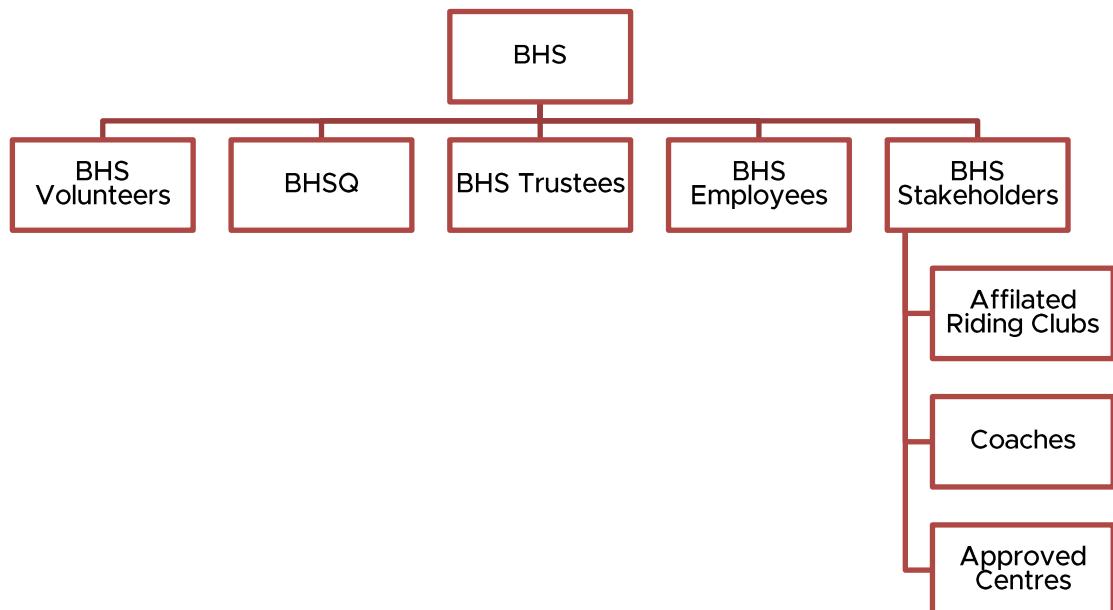 BHS
BHS
Volunteers
BHSQ
BHS Trustees
BHS
Employees
BHS
Stakeholders
Affilated
Riding Clubs
Coaches
Approved
Centres